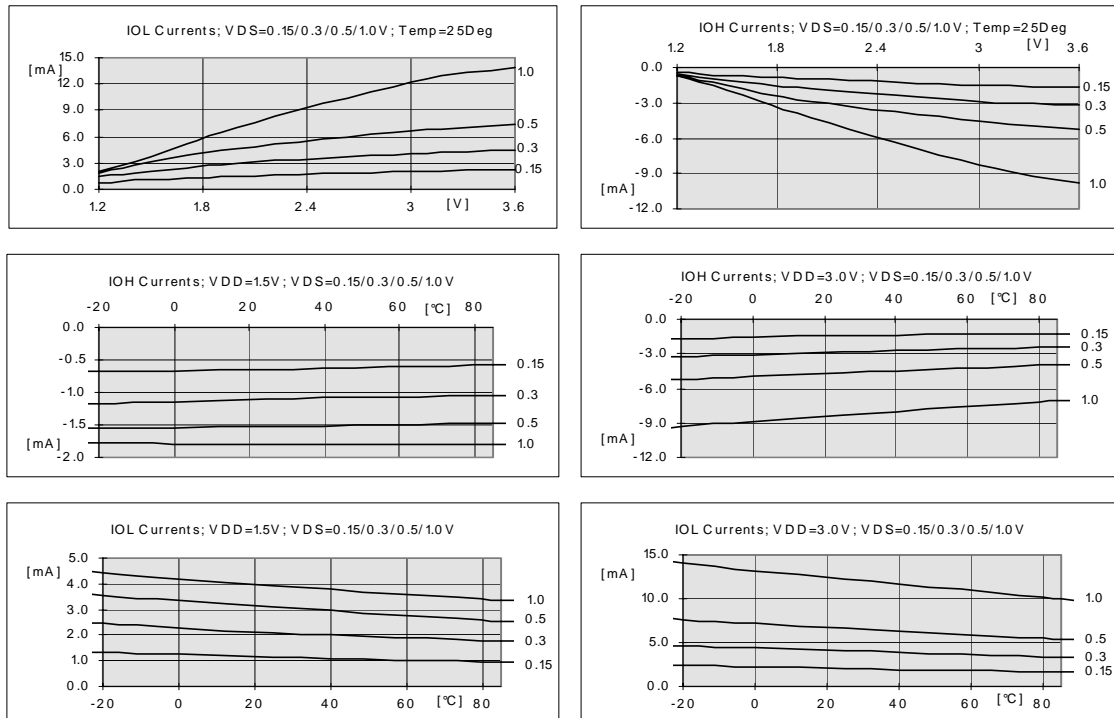 IOL Currents; VDS=0.15/0.3/0.5/1.0V; Temp=25Deg
15.0
[mA]
12.0
9.0
6.0
3.0
0.0
1.0
0.5
0.3
0.15
1.2 1.8 2.4 3 [V] 3.6
IOH Currents; VDS=0.15/0.3/0.5/1.0V; Temp=25Deg
[V]
1.2 1.8 2.4 3 3.6
0.0
-3.0
-6.0
-9.0
[mA]
-12.0
0.15
0.3
0.5
1.0
IOH Currents; VDD=1.5V; VDS=0.15/0.3/0.5/1.0V
-20 0 20 40 60 [°C] 80
0.0
-0.5
-1.0
-1.5
[mA]
-2.0
0.15
0.3
0.5
1.0
IOH Currents; VDD=3.0V; VDS=0.15/0.3/0.5/1.0V
-20 0 20 40 60 [°C] 80
0.0
-3.0
-6.0
-9.0
[mA]
-12.0
0.15
0.3
0.5
1.0
IOL Currents; VDD=1.5V; VDS=0.15/0.3/0.5/1.0V
5.0
[mA]
4.0
3.0
2.0
1.0
0.0
1.0
0.5
0.3
0.15
-20 0 20 40 60 [°C] 80
IOL Currents; VDD=3.0V; VDS=0.15/0.3/0.5/1.0V
15.0
[mA]
10.0
5.0
0.0
1.0
0.5
0.3
0.15
-20 0 20 40 60 [°C] 80